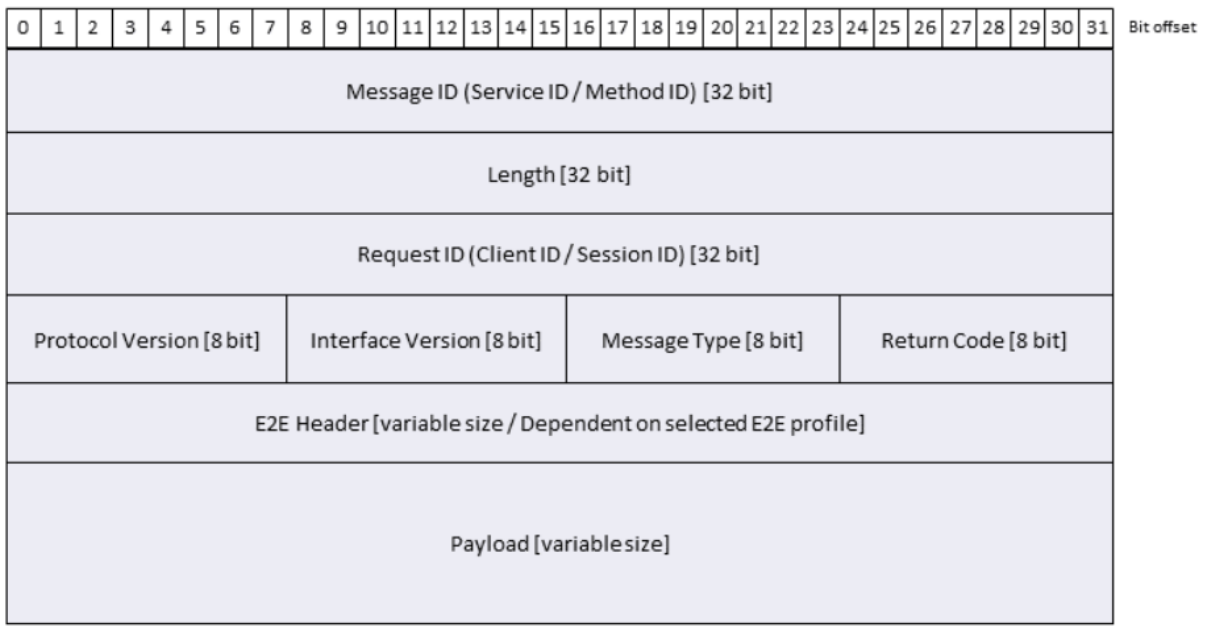 0 1 2 3 4 5 6 7 8 9 10 11 12 13 14 15 16 17 18 19 20 21 22 23 24 25 26 27 28 29 30 31 Bit offset
Message ID (Service ID / Method ID) [32 bit]
Length [32 bit]
Request ID (Client ID / Session ID) [32 bit]
Protocol Version [8 bit] Interface Version [8 bit] Message Type [8 bit] Return Code [8 bit]
E2E Header [variable size / Dependent on selected E2E profile]
Payload [variable size]